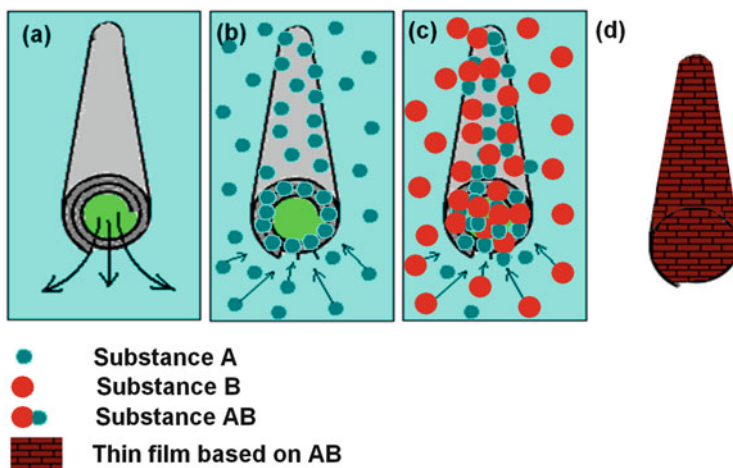 (a)
(b)
(c)
(d)
Substance A
Substance B
Substance AB
Thin film based on AB